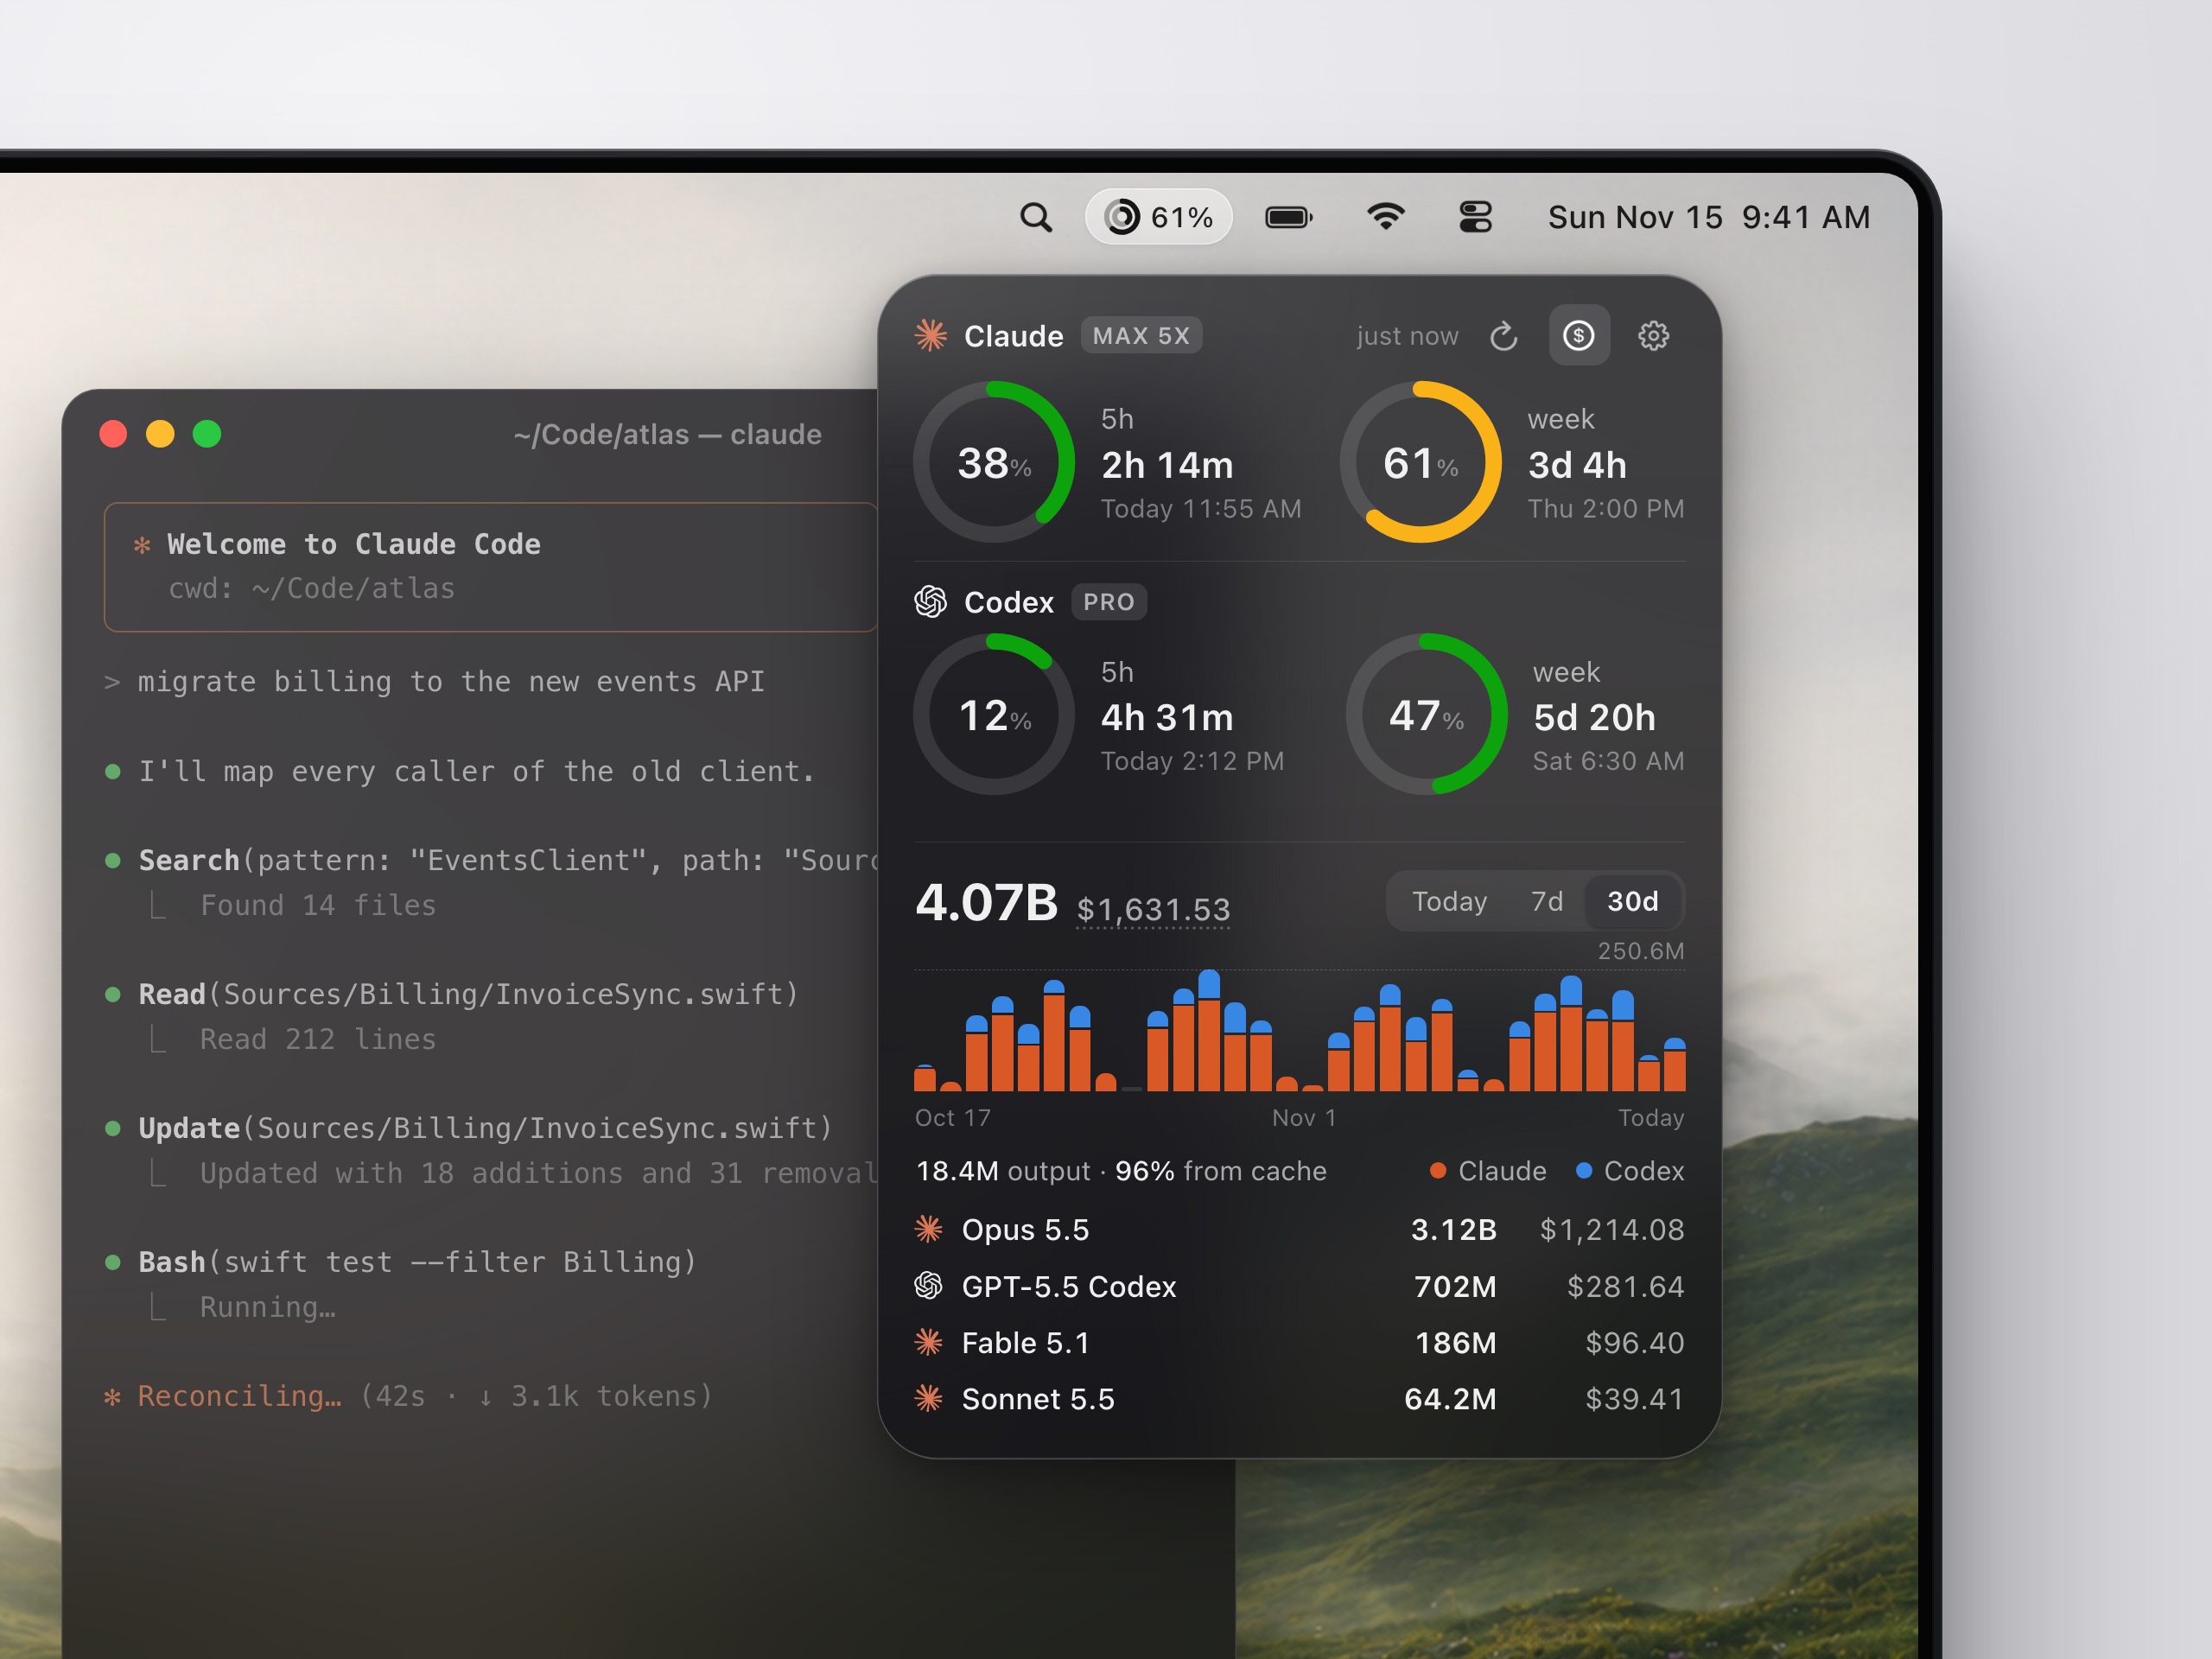 61%
Sun Nov 15 9:41 AM
~/Code/atlas — claude
✻ Welcome to Claude Code
cwd: ~/Code/atlas
> migrate billing to the new events API
● I'll map every caller of the old client.
● Search(pattern: "EventsClient", path: "Sourc
⎿ Found 14 files
● Read(Sources/Billing/InvoiceSync.swift)
⎿ Read 212 lines
● Update(Sources/Billing/InvoiceSync.swift)
⎿ Updated with 18 additions and 31 removal
● Bash(swift test --filter Billing)
⎿ Running…
✻ Reconciling… (42s · ↓ 3.1k tokens)
Claude MAX 5X just now $
38% 5h 61% week
2h 14m 3d 4h
Today 11:55 AM Thu 2:00 PM
Codex PRO
12% 5h 47% week
4h 31m 5d 20h
Today 2:12 PM Sat 6:30 AM
4.07B $1,631.53 Today 7d 30d
250.6M
Oct 17 Nov 1 Today
18.4M output · 96% from cache Claude Codex
Opus 5.5 3.12B $1,214.08
GPT-5.5 Codex 702M $281.64
Fable 5.1 186M $96.40
Sonnet 5.5 64.2M $39.41